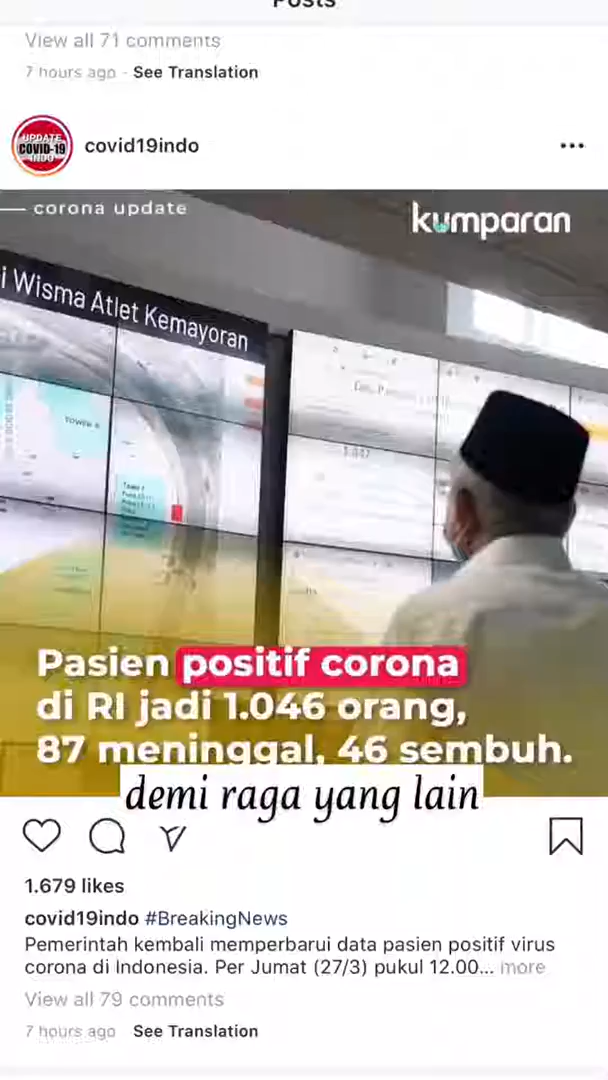 Posts
View all 71 comments
7 hours ago · See Translation
UPDATE
COVID-19
INDO
covid19indo
corona update
kumparan
i Wisma Atlet Kemayoran
Pasien positif corona
di RI jadi 1.046 orang,
87 meninggal, 46 sembuh.
demi raga yang lain
1.679 likes
covid19indo #BreakingNews
Pemerintah kembali memperbarui data pasien positif virus
corona di Indonesia. Per Jumat (27/3) pukul 12.00... more
View all 79 comments
7 hours ago See Translation